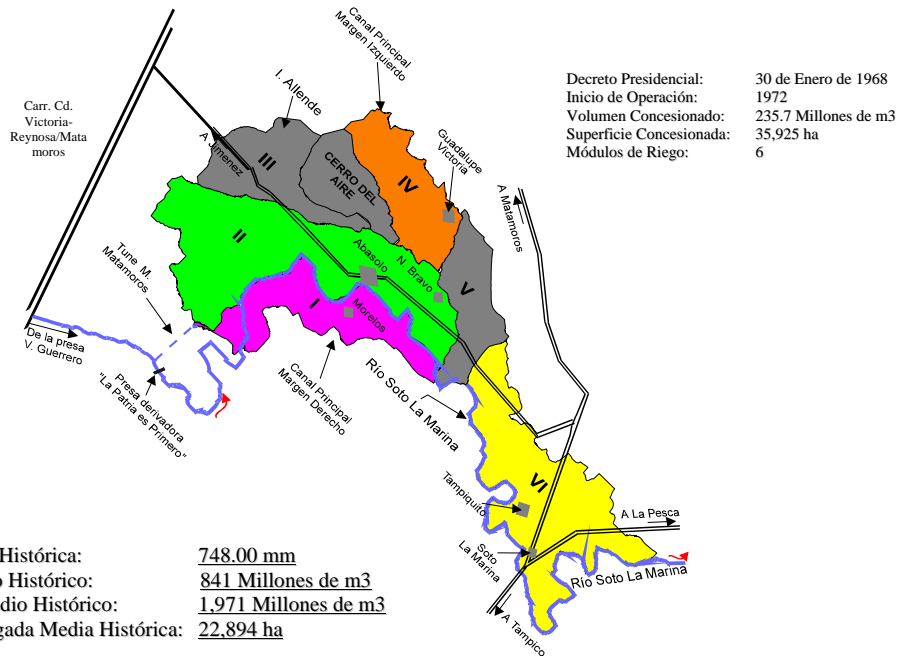 Canal Principal
Margen Izquierdo
Decreto Presidencial: 30 de Enero de 1968
Inicio de Operación: 1972
Volumen Concesionado: 235.7 Millones de m3
Superficie Concesionada: 35,925 ha
Módulos de Riego: 6
Carr. Cd.
Victoria-
Reynosa/Mata
moros
I. Allende
A Jimenez
III
CERRO DEL
AIRE
IV
Guadalupe
Victoria
A Matamoros
II
Abasolo
N. Bravo
V
Tune M.
Matamoros
I
Morelos
De la presa
V. Guerrero
Presa derivadora
"La Patria es Primero"
Canal Principal
Margen Derecho
Río Soto La Marina
VI
Tampiquito
A La Pesca
Soto
La Marina
Río Soto La Marina
A Tampico
Histórica: 748.00 mm
o Histórico: 841 Millones de m3
dio Histórico: 1,971 Millones de m3
gada Media Histórica: 22,894 ha